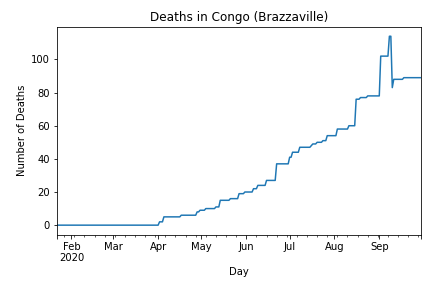 Deaths in Congo (Brazzaville)
Number of Deaths
100
80
60
40
20
0
Feb Mar Apr May Jun Jul Aug Sep
2020
Day